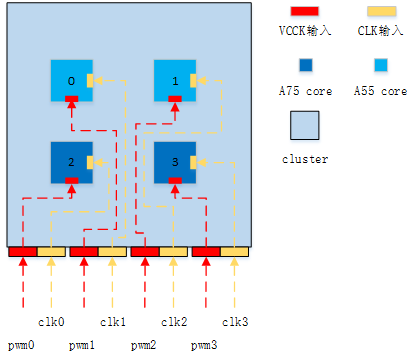 VCCK输入
CLK输入
A75 core
A55 core
cluster
0
1
2
3
clk0
clk1
clk2
clk3
pwm0
pwm1
pwm2
pwm3